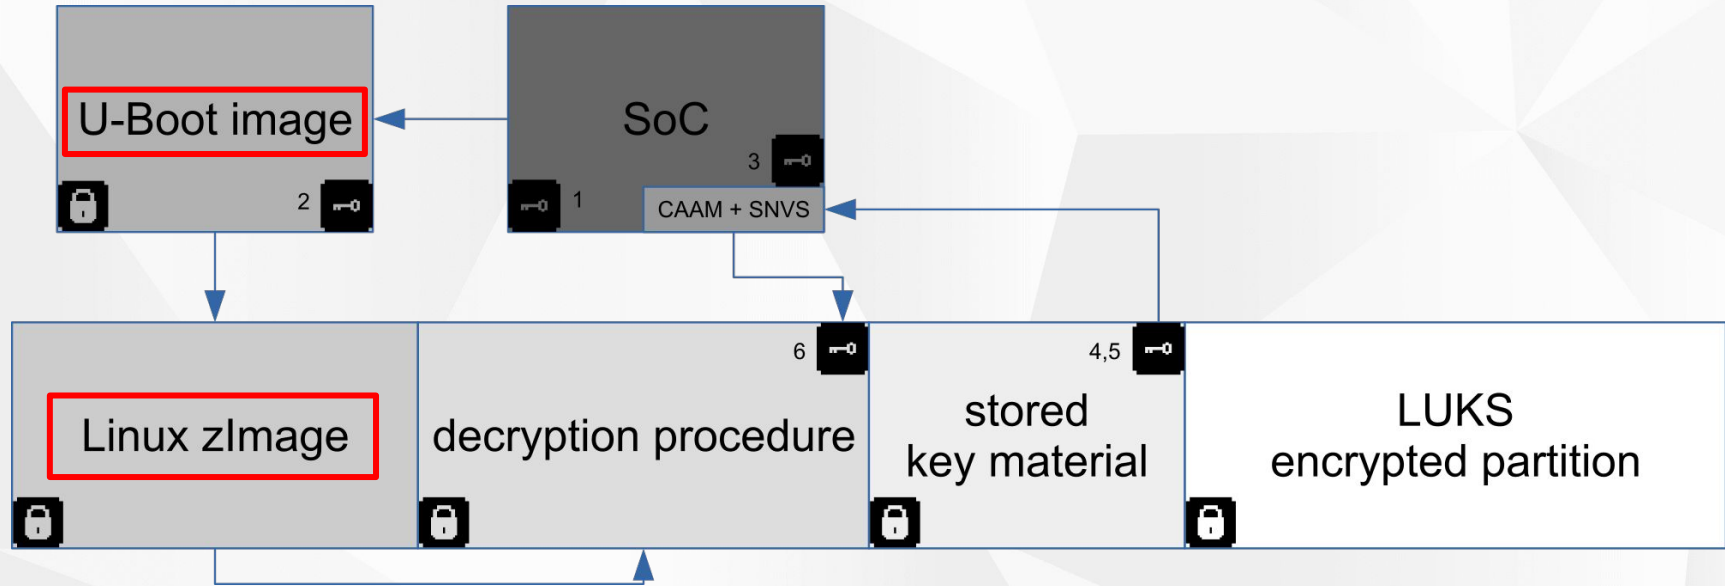 U-Boot image
2
SoC
3
1
CAAM + SNVS
Linux zImage
6
decryption procedure
4,5
stored
key material
LUKS
encrypted partition